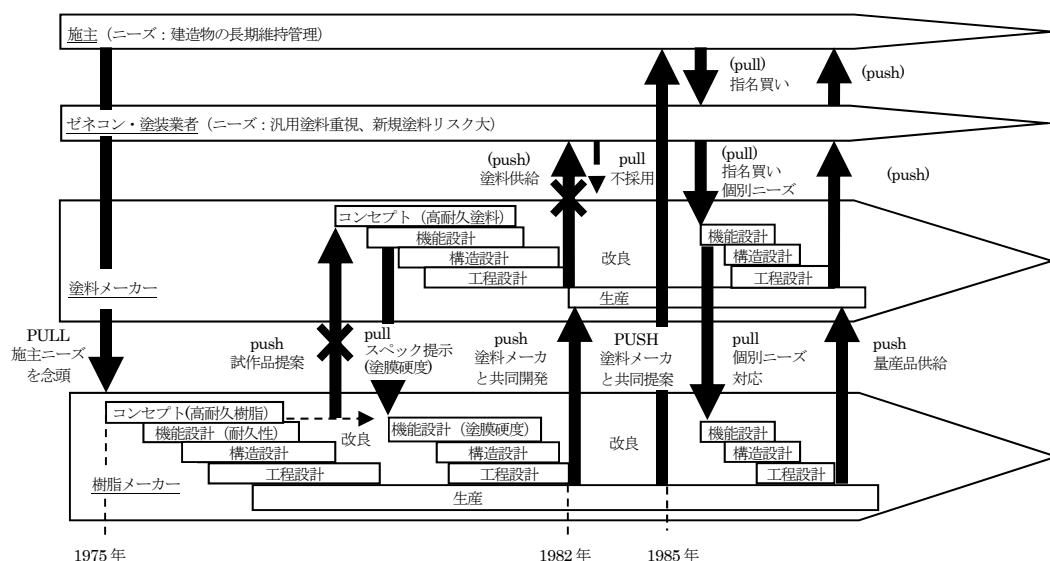 施主（ニーズ：建造物の長期維持管理）
(pull)
指名買い
(push)
ゼネコン・塗装業者（ニーズ：汎用塗料重視、新規塗料リスク大）
(push)
塗料供給
pull
不採用
(pull)
指名買い
個別ニーズ
(push)
コンセプト（高耐久塗料）
機能設計
構造設計
工程設計
改良
機能設計
構造設計
工程設計
塗料メーカー
生産
PULL
施主ニーズ
を念頭
push
試作品提案
pull
スペック提示
(塗膜硬度)
push
塗料メーカ
と共同開発
PUSH
塗料メーカ
と共同提案
pull
個別ニーズ
対応
push
量産品供給
コンセプト(高耐久樹脂)
機能設計（耐久性）
構造設計
工程設計
改良
機能設計（塗膜硬度）
構造設計
工程設計
改良
機能設計
構造設計
工程設計
樹脂メーカー
生産
1975 年
1982 年
1985 年